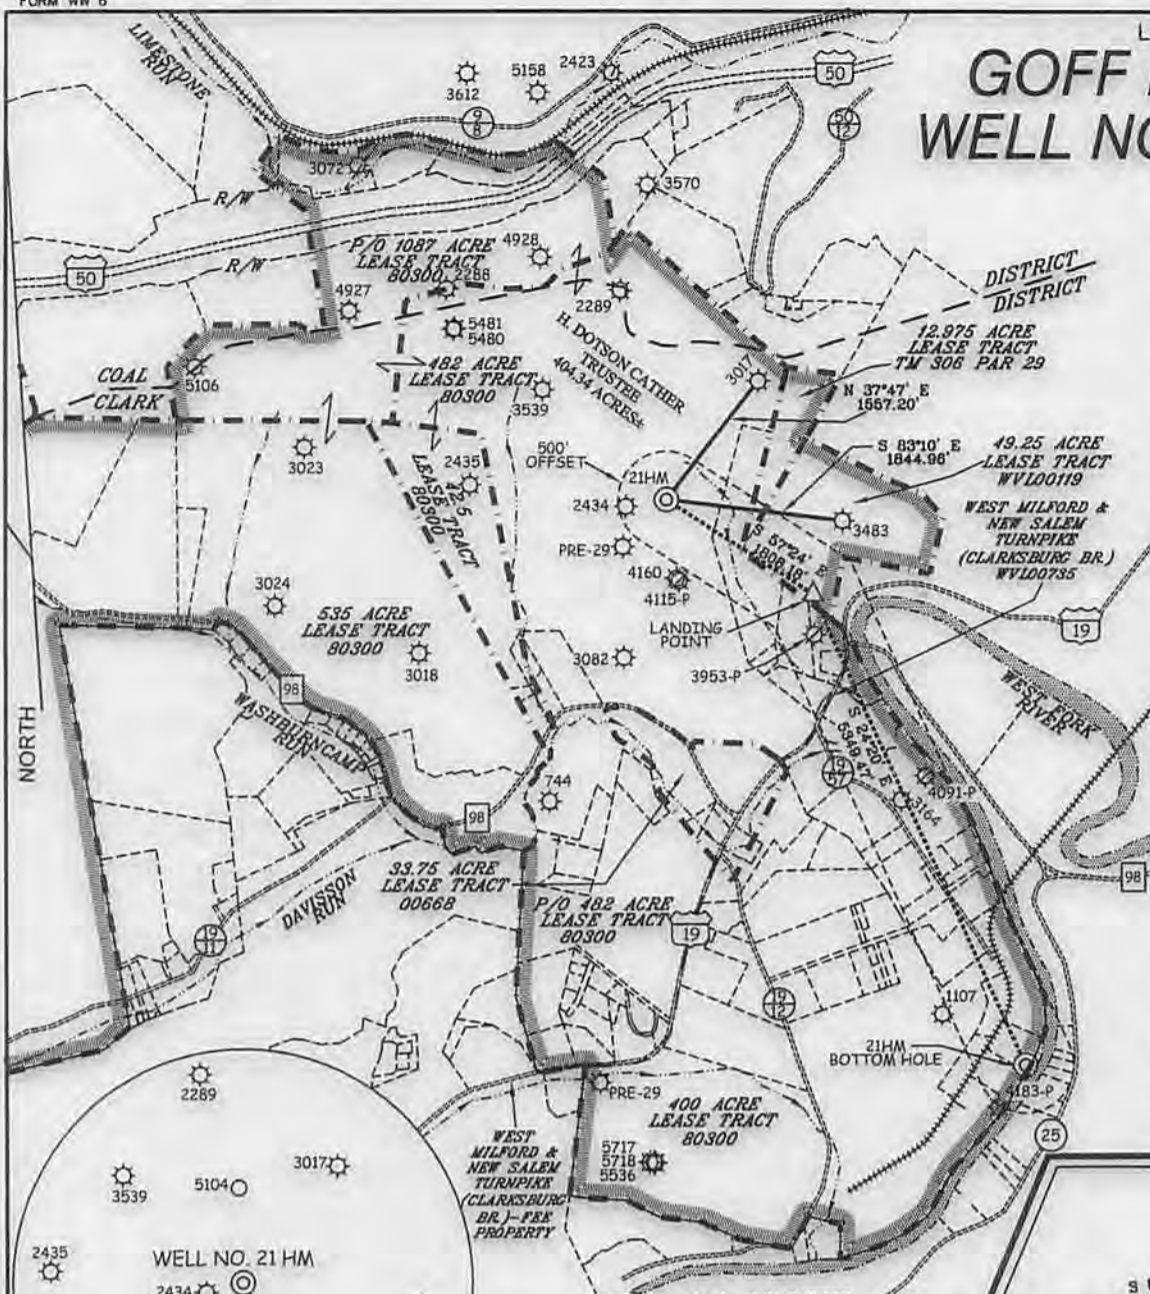 FORM WW 6
L
GOFF
WELL NO
LIMESTONE
RUN
3612
5158
2423
9
8
50
50
12
3072
R/W
R/W
3570
50
P/O 1087 ACRE
LEASE TRACT
80300
4928
2288
2289
4927
5481
5480
DISTRICT
DISTRICT
12.975 ACRE
LEASE TRACT
TM 306 PAR 29
H. DOTSON CATHER
TRUSTEE
404.34 ACRES±
COAL
CLARK
5106
482 ACRE
LEASE TRACT
80300
3539
3017
N 37°47' E
1557.20'
3023
2435
42.5
LEASE TRACT
80300
500'
OFFSET
21HM
2434
S 83°10' E
1844.96'
49.25 ACRE
LEASE TRACT
WVL00119
3483
PRE-29
S 57°24' E
1808.18'
WEST MILFORD &
NEW SALEM
TURNPIKE
(CLARKSBURG BR.)
WVL00735
4160
4115-P
3024
535 ACRE
LEASE TRACT
80300
3018
LANDING
POINT
3082
3953-P
19
98
WASHBURNCAMP
RUN
NORTH
WEST FORK
RIVER
S 24°20' E
5349.47'
19
57
4091-P
3764
744
98
98
33.75 ACRE
LEASE TRACT
00668
DAVISSON
RUN
P/O 482 ACRE
LEASE TRACT
80300
19
11
19
19
12
1107
21HM
BOTTOM HOLE
4183-P
PRE-29
25
400 ACRE
LEASE TRACT
80300
5717
5718
5536
WEST
MILFORD &
NEW SALEM
TURNPIKE
(CLARKSBURG
BR.)-FEE
PROPERTY
2289
3539
5104
3017
2435
WELL NO. 21 HM
2434
S